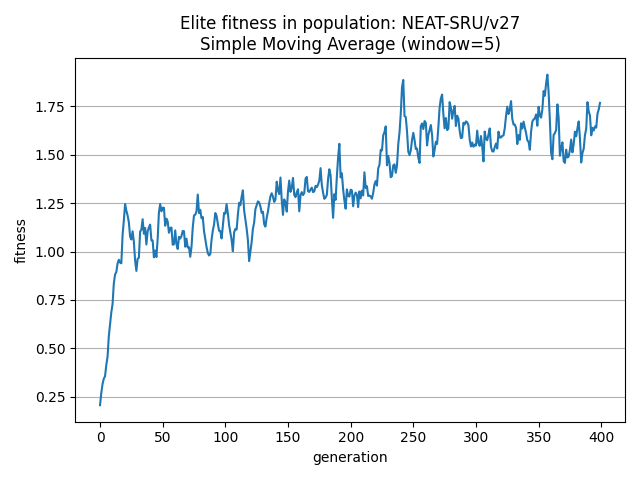 Elite fitness in population: NEAT-SRU/v27
Simple Moving Average (window=5)
fitness
1.75
1.50
1.25
1.00
0.75
0.50
0.25
0 50 100 150 200 250 300 350 400
generation